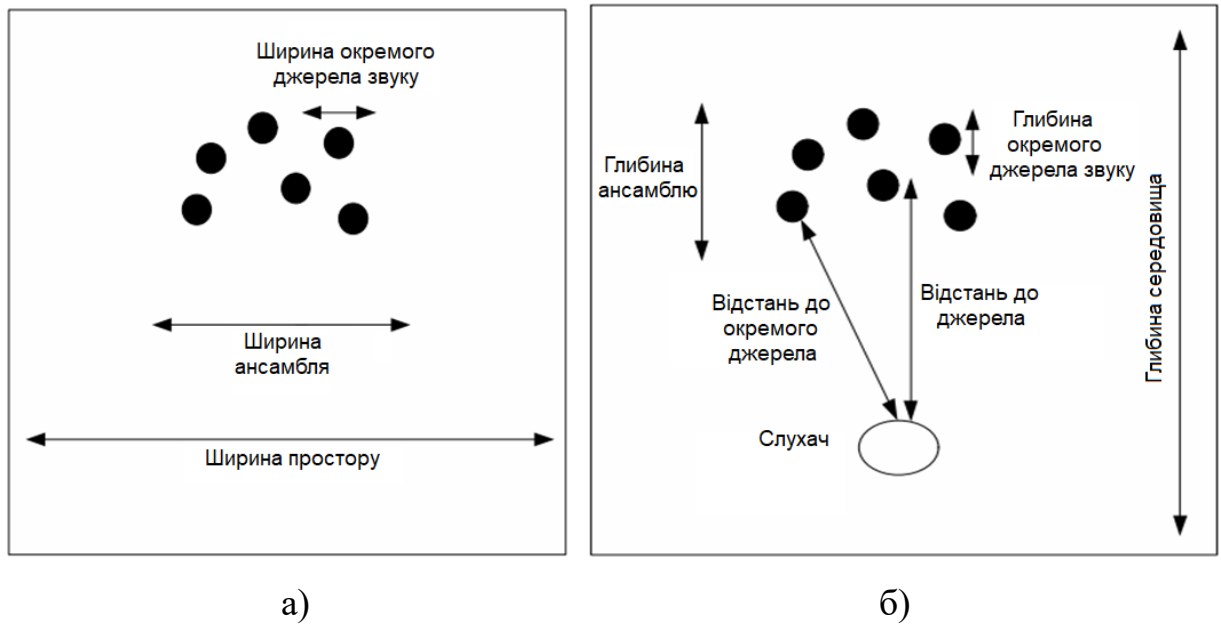 Ширина окремого
джерела звуку
Ширина
ансамбля
Ширина простору
а)
Глибина
ансамблю
Глибина
окремого
джерела звуку
Відстань до
окремого
джерела
Відстань до
джерела
Слухач
Глибина середовища
б)